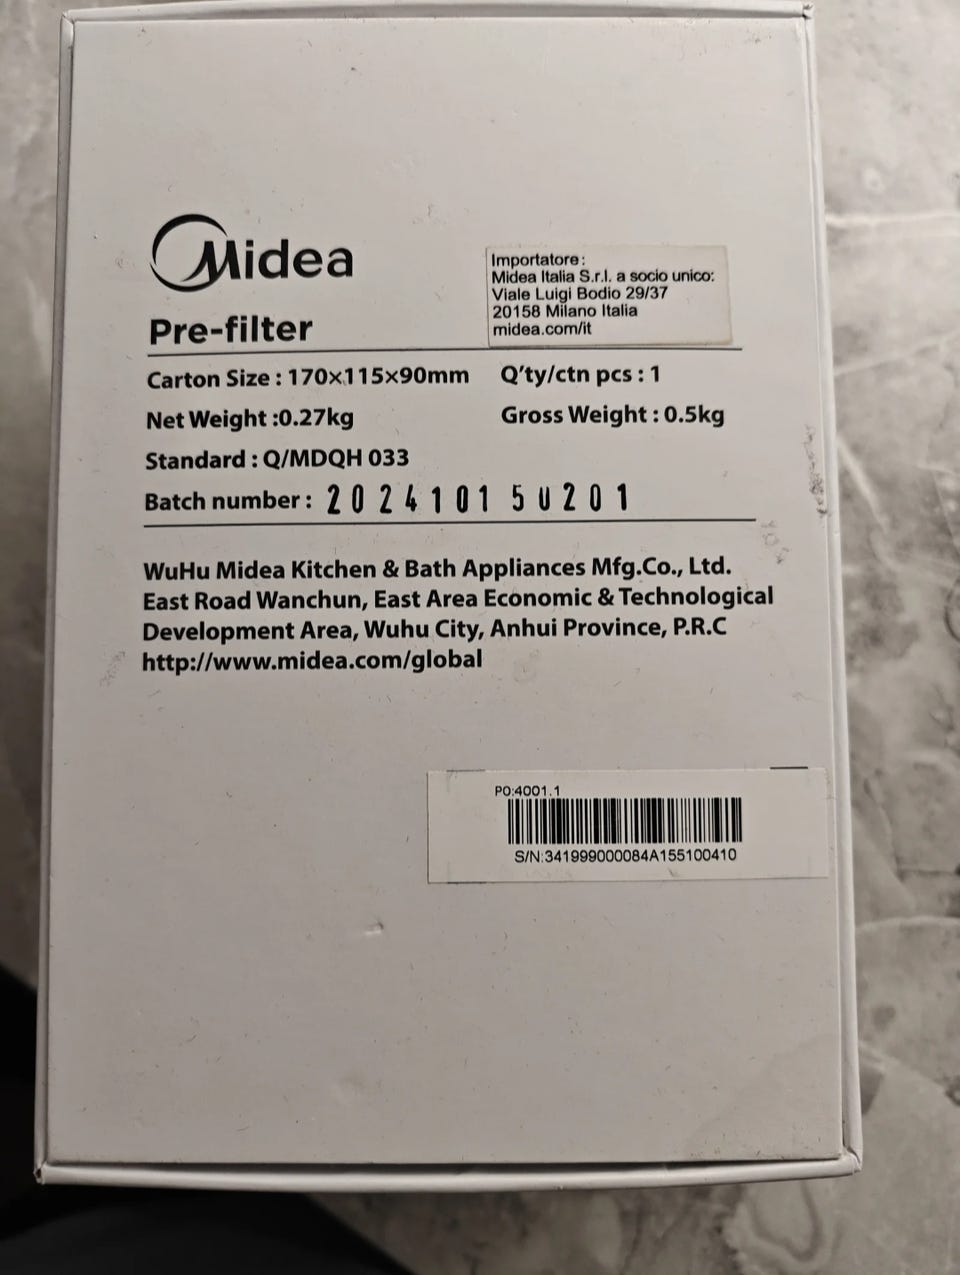 Midea
Pre-filter
Importatore:
Midea Italia S.r.l. a socio unico:
Viale Luigi Bodio 29/37
20158 Milano Italia
midea.com/it
Carton Size : 170×115×90mm Q'ty/ctn pcs : 1
Net Weight :0.27kg Gross Weight : 0.5kg
Standard : Q/MDQH 033
Batch number : 202410150201
WuHu Midea Kitchen & Bath Appliances Mfg.Co., Ltd.
East Road Wanchun, East Area Economic & Technological
Development Area, Wuhu City, Anhui Province, P.R.C
http://www.midea.com/global
PO:4001.1
S/N:341999000084A155100410